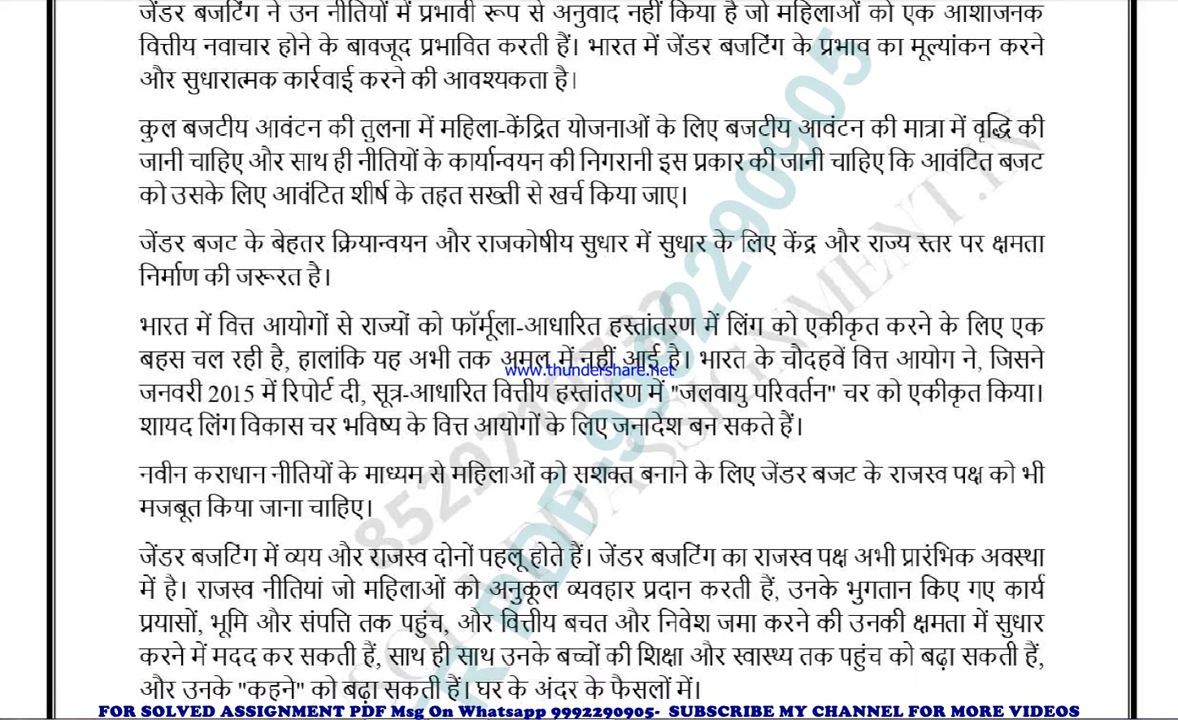 जेंडर बजटिंग ने उन नीतियों में प्रभावी रूप से अनुवाद नहीं किया है जो महिलाओं को एक आशाजनक
वित्तीय नवाचार होने के बावजूद प्रभावित करती हैं। भारत में जेंडर बजटिंग के प्रभाव का मूल्यांकन करने
और सुधारात्मक कार्रवाई करने की आवश्यकता है।
कुल बजटीय आवंटन की तुलना में महिला-केंद्रित योजनाओं के लिए बजटीय आवंटन की मात्रा में वृद्धि की
जानी चाहिए और साथ ही नीतियों के कार्यान्वयन की निगरानी इस प्रकार की जानी चाहिए कि आवंटित बजट
को उसके लिए आवंटित शीर्ष के तहत सख्ती से खर्च किया जाए।
जेंडर बजट के बेहतर क्रियान्वयन और राजकोषीय सुधार में सुधार के लिए केंद्र और राज्य स्तर पर क्षमता
निर्माण की जरूरत है।
भारत में वित्त आयोगों से राज्यों को फॉर्मूला-आधारित हस्तांतरण में लिंग को एकीकृत करने के लिए एक
बहस चल रही है, हालांकि यह अभी तक अमल में नहीं आई है। भारत के चौदहवें वित्त आयोग ने, जिसने
www.thundershare.net
जनवरी 2015 में रिपोर्ट दी, सूत्र-आधारित वित्तीय हस्तांतरण में "जलवायु परिवर्तन" चर को एकीकृत किया।
शायद लिंग विकास चर भविष्य के वित्त आयोगों के लिए जनादेश बन सकते हैं।
नवीन कराधान नीतियों के माध्यम से महिलाओं को सशक्त बनाने के लिए जेंडर बजट के राजस्व पक्ष को भी
मजबूत किया जाना चाहिए।
जेंडर बजटिंग में व्यय और राजस्व दोनों पहलू होते हैं। जेंडर बजटिंग का राजस्व पक्ष अभी प्रारंभिक अवस्था
में है। राजस्व नीतियां जो महिलाओं को अनुकूल व्यवहार प्रदान करती हैं, उनके भुगतान किए गए कार्य
प्रयासों, भूमि और संपत्ति तक पहुंच, और वित्तीय बचत और निवेश जमा करने की उनकी क्षमता में सुधार
करने में मदद कर सकती हैं, साथ ही साथ उनके बच्चों की शिक्षा और स्वास्थ्य तक पहुंच को बढ़ा सकती हैं,
और उनके "कहने" को बढ़ा सकती हैं। घर के अंदर के फैसलों में।
FOR SOLVED ASSIGNMENT PDF Msg On Whatsapp 9992290905- SUBSCRIBE MY CHANNEL FOR MORE VIDEOS